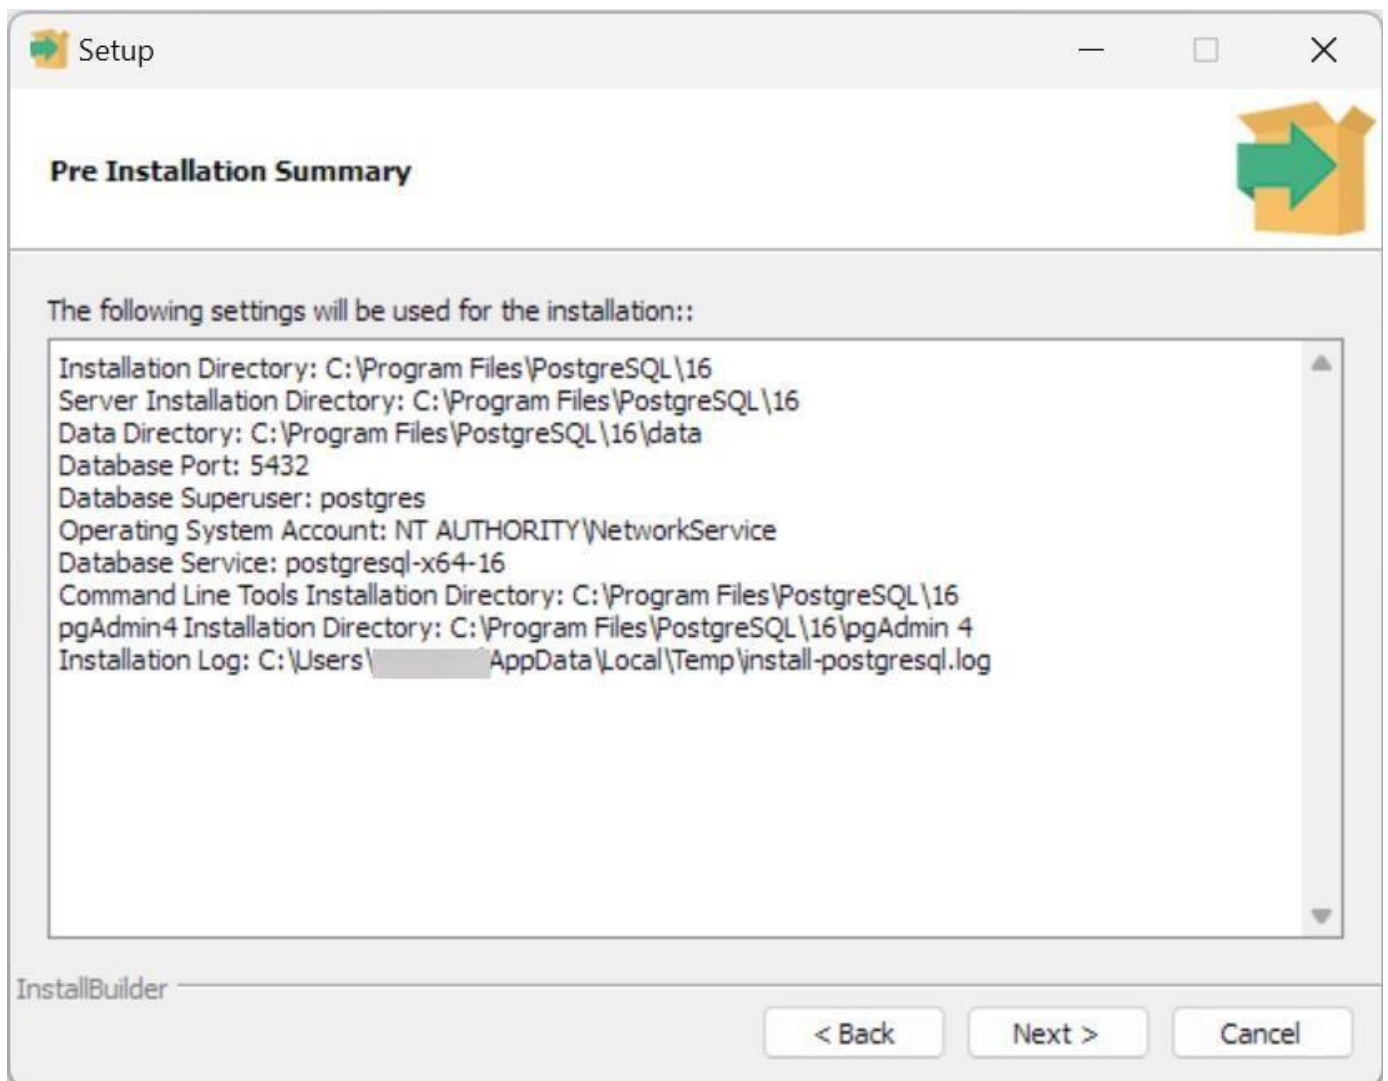 Setup
Pre Installation Summary
The following settings will be used for the installation::
Installation Directory: C:\Program Files\PostgreSQL\16
Server Installation Directory: C:\Program Files\PostgreSQL\16
Data Directory: C:\Program Files\PostgreSQL\16\data
Database Port: 5432
Database Superuser: postgres
Operating System Account: NT AUTHORITY\NetworkService
Database Service: postgresql-x64-16
Command Line Tools Installation Directory: C:\Program Files\PostgreSQL\16
pgAdmin4 Installation Directory: C:\Program Files\PostgreSQL\16\pgAdmin 4
Installation Log: C:\Users\ \AppData\Local\Temp\install-postgresql.log
InstallBuilder
< Back Next > Cancel